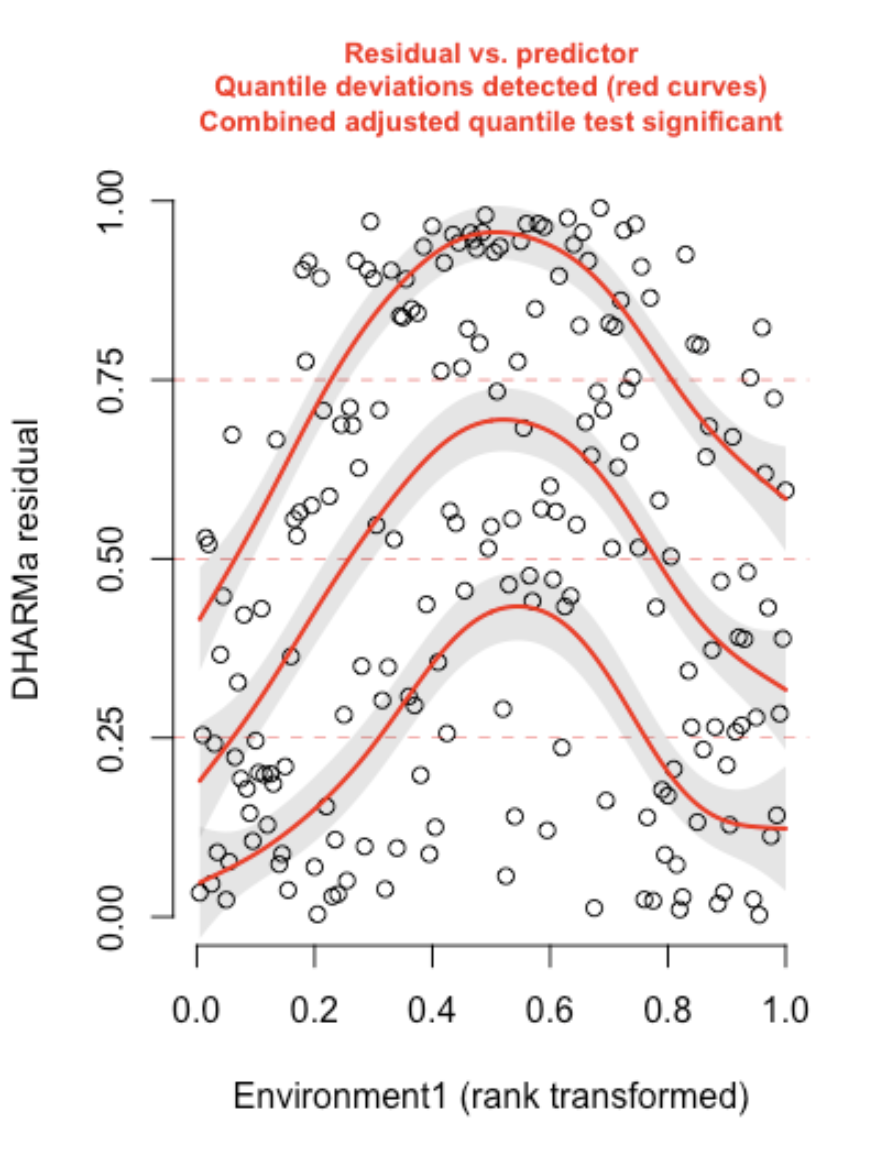 Residual vs. predictor
Quantile deviations detected (red curves)
Combined adjusted quantile test significant
1.00
0.75
0.50
0.25
0.00
DHARMa residual
0.0 0.2 0.4 0.6 0.8 1.0
Environment1 (rank transformed)